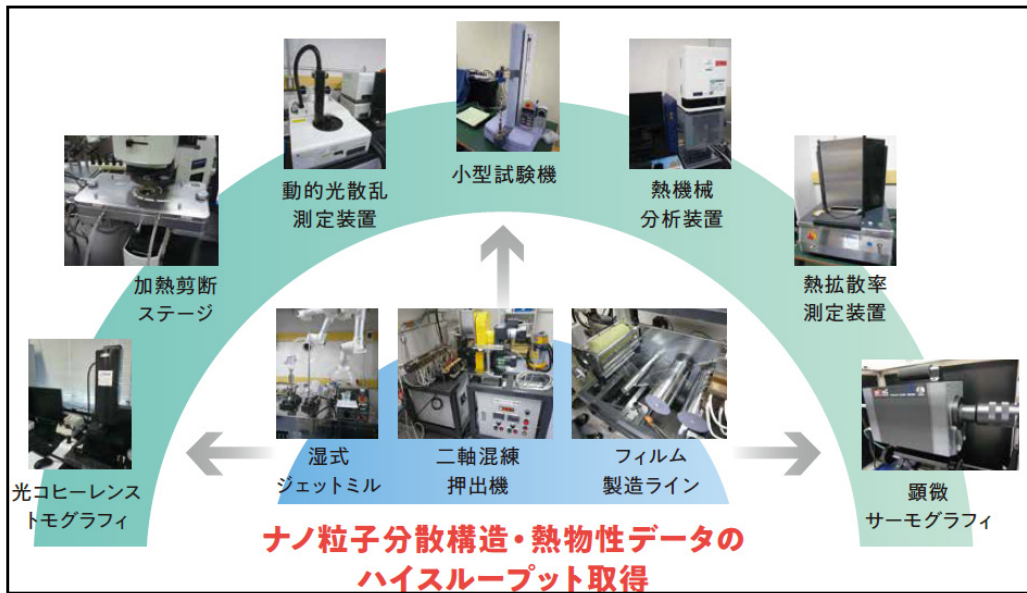 小型試験機
動的光散乱
測定装置
熱機械
分析装置
加熱剪断
ステージ
熱拡散率
測定装置
光コヒーレンス
トモグラフィ
湿式
ジェットミル
二軸混練
押出機
フィルム
製造ライン
顕微
サーモグラフィ
ナノ粒子分散構造・熱物性データの
ハイスループット取得